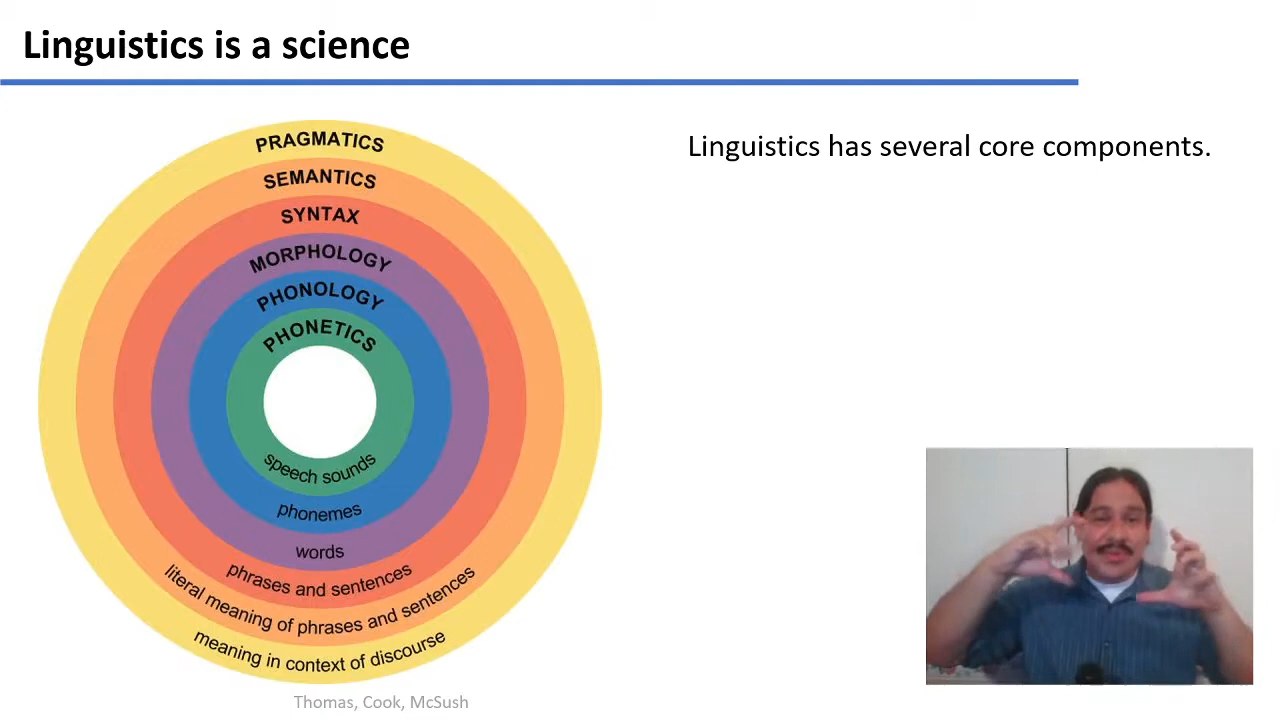 Linguistics is a science
PRAGMATICS
SEMANTICS
SYNTAX
MORPHOLOGY
PHONOLOGY
PHONETICS
speech sounds
phonemes
words
phrases and sentences
literal meaning of phrases and sentences
meaning in context of discourse
Thomas, Cook, McSush
Linguistics has several core components.